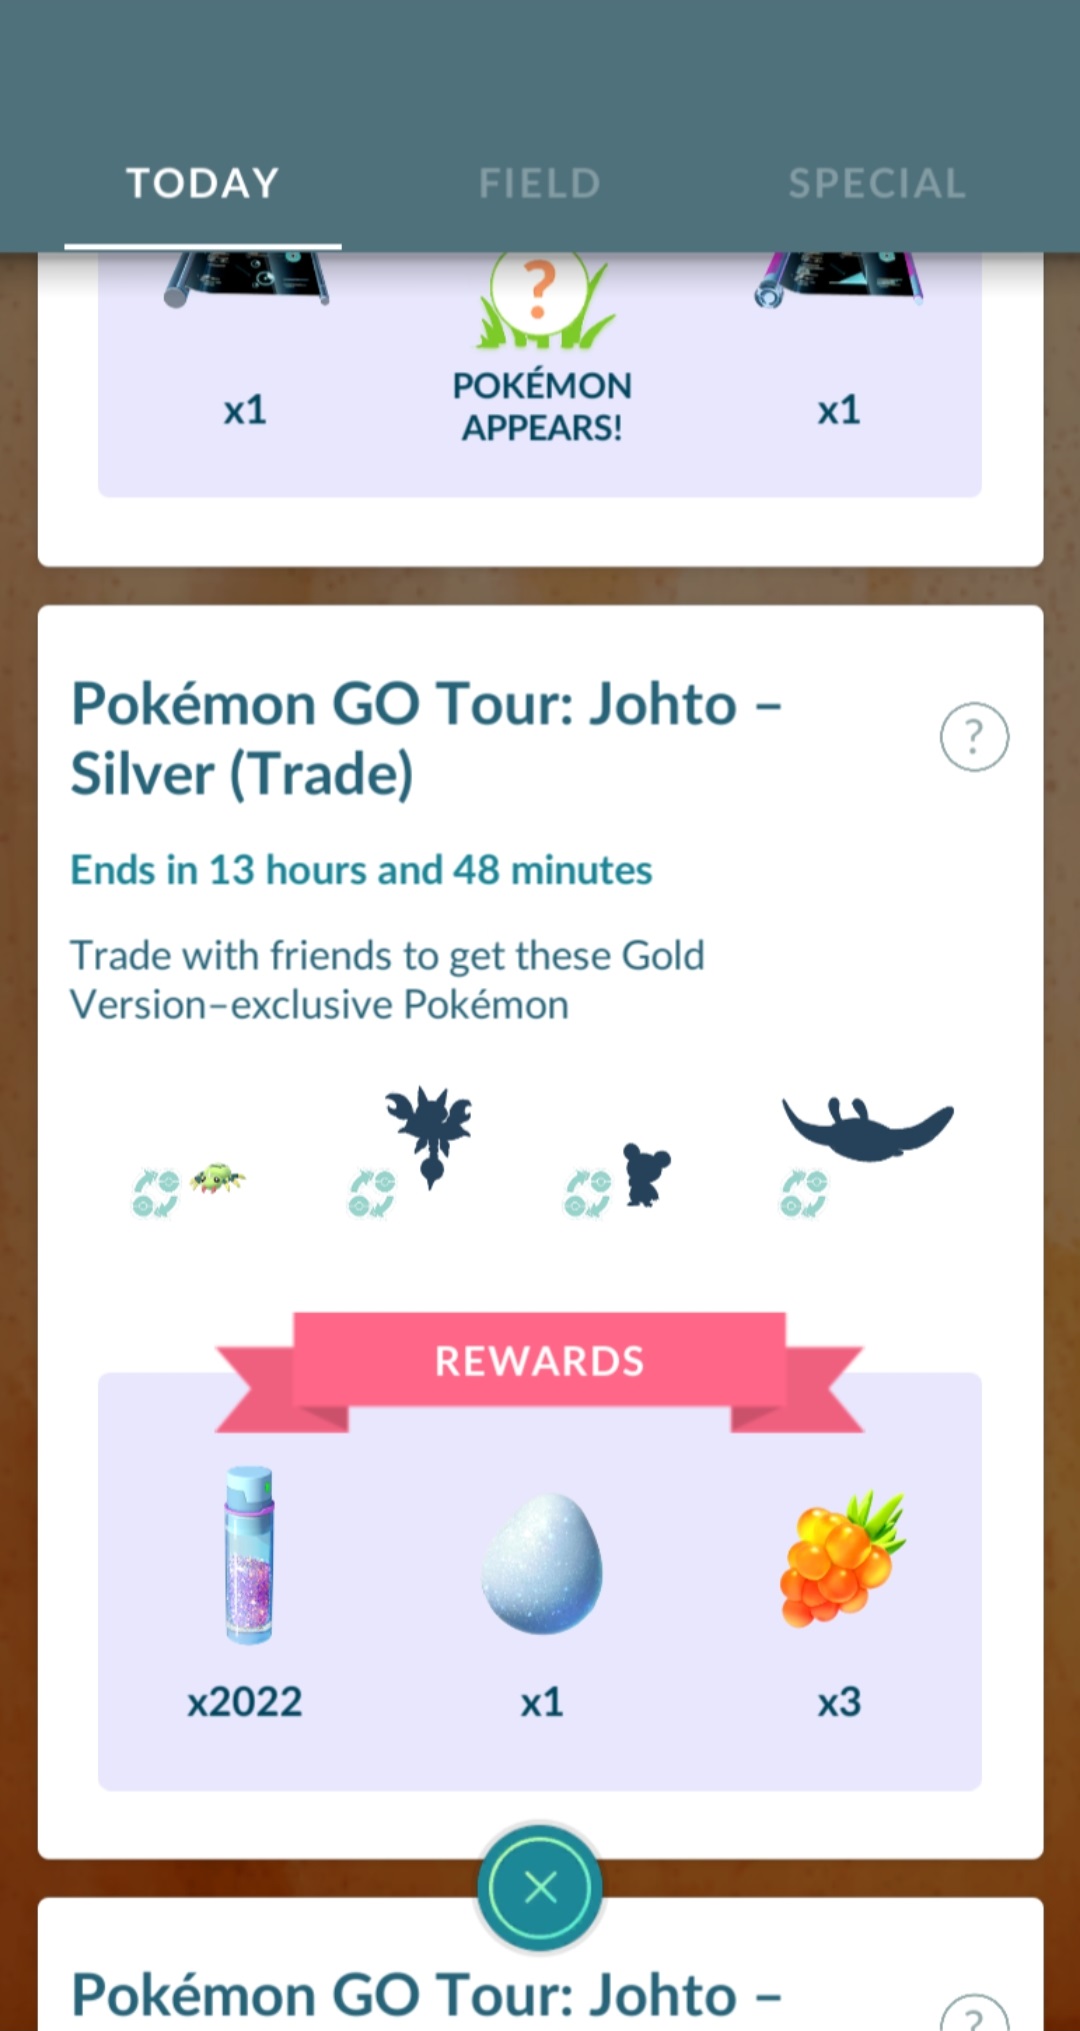 TODAY FIELD SPECIAL
?
x1
POKÉMON
APPEARS!
x1
Pokémon GO Tour: Johto –
Silver (Trade)
?
Ends in 13 hours and 48 minutes
Trade with friends to get these Gold
Version–exclusive Pokémon
REWARDS
x2022 x1 x3
Pokémon GO Tour: Johto –
?